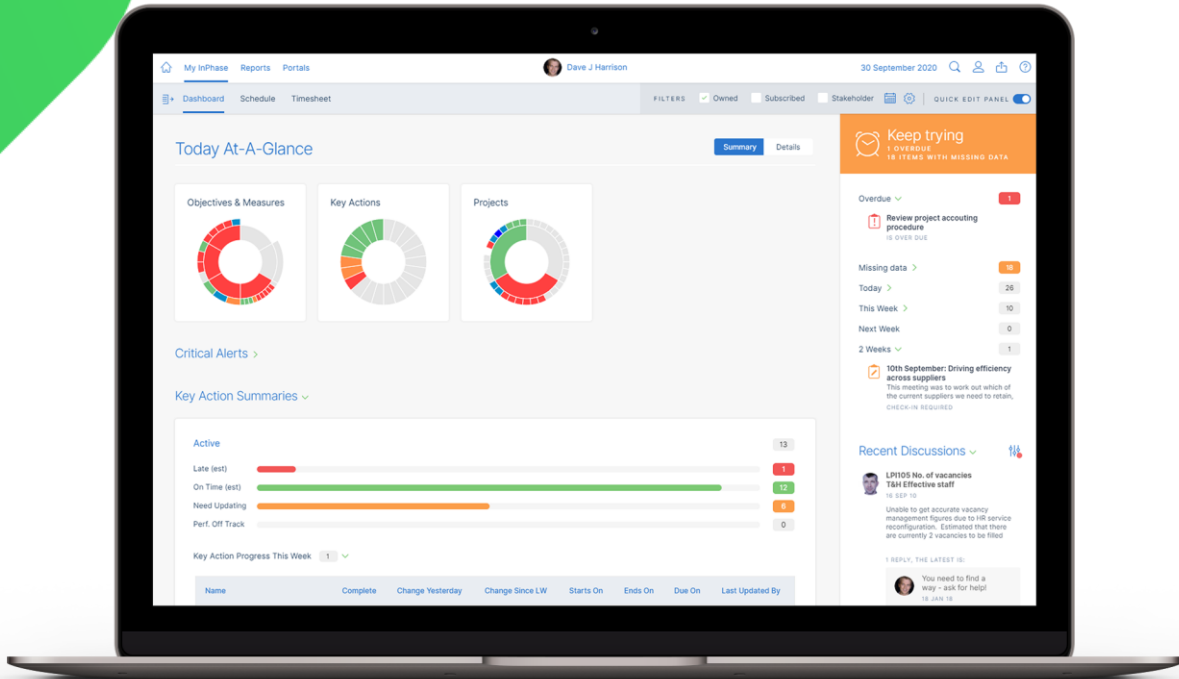 My InPhase Reports Portals
Dave J Harrison
30 September 2020
Dashboard Schedule Timesheet
FILTERS Owned Subscribed Stakeholder QUICK EDIT PANEL
Today At-A-Glance
Summary Details
Objectives & Measures
Key Actions
Projects
Critical Alerts
Key Action Summaries
Active 13
Late (est) 1
On Time (est) 12
Need Updating 6
Perf. Off Track 0
Key Action Progress This Week 1
Name Complete Change Yesterday Change Since LW Starts On Ends On Due On Last Updated By
Keep trying
1 OVERDUE
18 ITEMS WITH MISSING DATA
Overdue 1
Review project accouting
procedure
IS OVER DUE
Missing data 18
Today 26
This Week 10
Next Week 0
2 Weeks 1
10th September: Driving efficiency
across suppliers
This meeting was to work out which of
the current suppliers we need to retain,
CHECK-IN REQUIRED
Recent Discussions
LPI105 No. of vacancies
T&H Effective staff
16 SEP 10
Unable to get accurate vacancy
management figures due to HR service
reconfiguration. Estimated that there
are currently 2 vacancies to be filled
1 REPLY, THE LATEST IS:
You need to find a
way - ask for help!
18 JAN 18